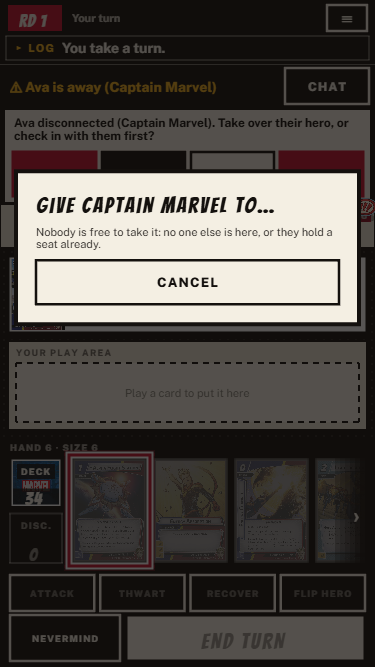 RD 1
Your turn
≡
▸ LOG You take a turn.
⚠ Ava is away (Captain Marvel)
CHAT
Ava disconnected (Captain Marvel). Take over their hero, or
check in with them first?
GIVE CAPTAIN MARVEL TO...
Nobody is free to take it: no one else is here, or they hold a
seat already.
CANCEL
YOUR PLAY AREA
Play a card to put it here
HAND 6 · SIZE 6
DECK
MARVEL
34
DISC.
0
›
ATTACK
THWART
RECOVER
FLIP HERO
NEVERMIND
END TURN